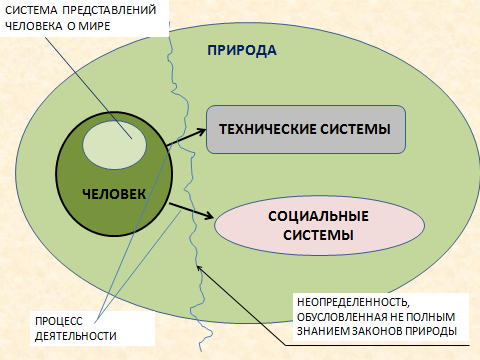 СИСТЕМА ПРЕДСТАВЛЕНИЙ
ЧЕЛОВЕКА О МИРЕ
ПРИРОДА
ТЕХНИЧЕСКИЕ СИСТЕМЫ
ЧЕЛОВЕК
СОЦИАЛЬНЫЕ
СИСТЕМЫ
НЕОПРЕДЕЛЕННОСТЬ,
ОБУСЛОВЛЕННАЯ НЕ ПОЛНЫМ
ЗНАНИЕМ ЗАКОНОВ ПРИРОДЫ
ПРОЦЕСС
ДЕЯТЕЛЬНОСТИ